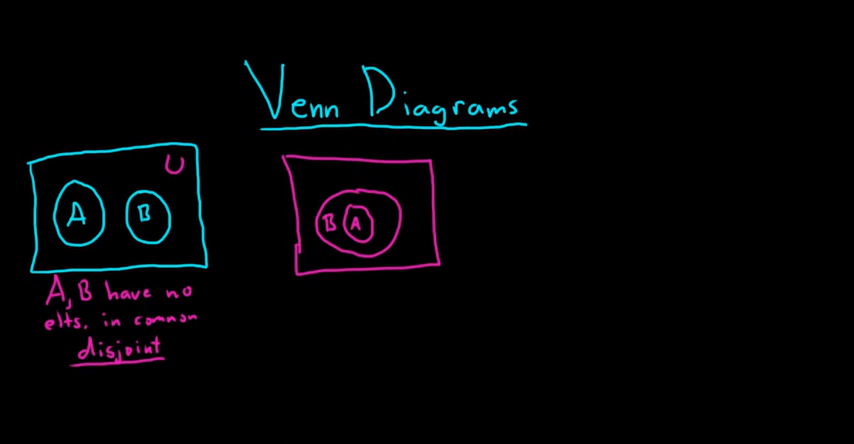 Venn Diagrams
U
A B
B A
A, B have no
elts. in common
disjoint